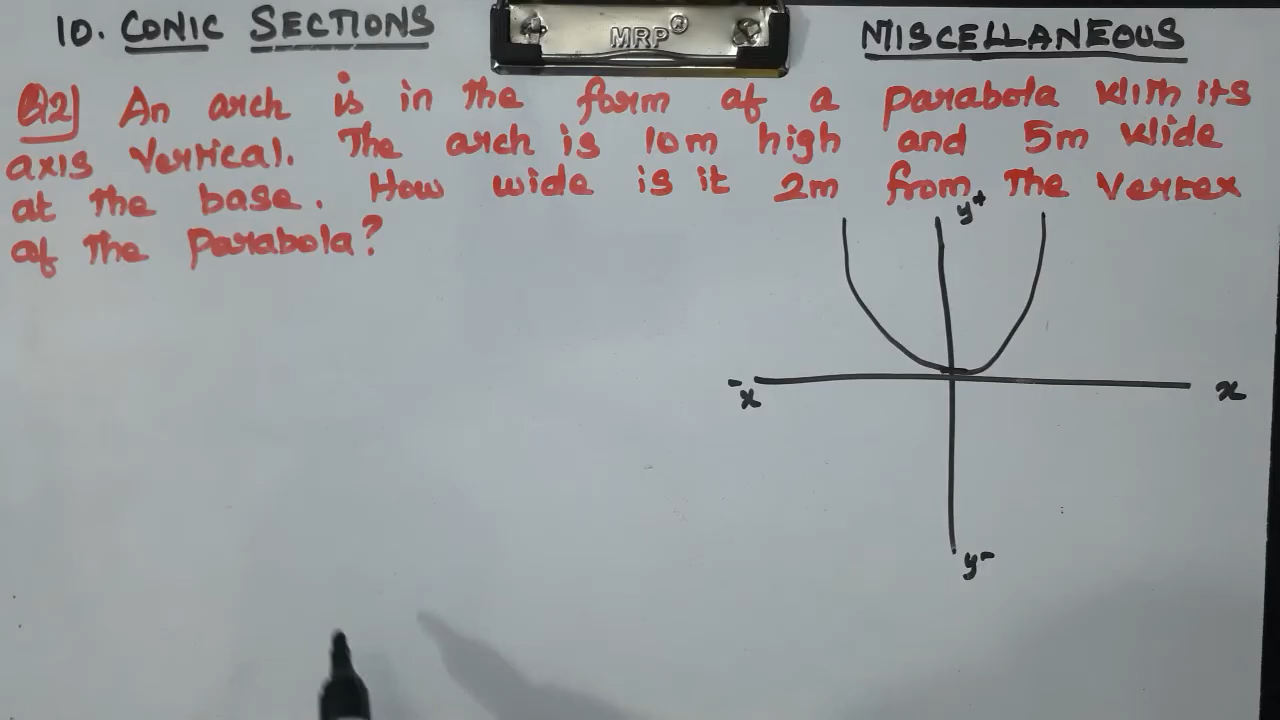 10. CONIC SECTIONS
MRP®
MISCELLANEOUS
Q2] An arch is in the form of a parabola with its
axis vertical. The arch is 10m high and 5m wide
at the base. How wide is it 2m from the vertex
of the parabola?
y+
-x
x
y-